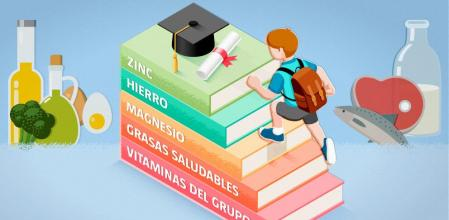 ZINC
HIERRO
MAGNESIO
GRASAS SALUDABLES
VITAMINAS DEL GRUPO